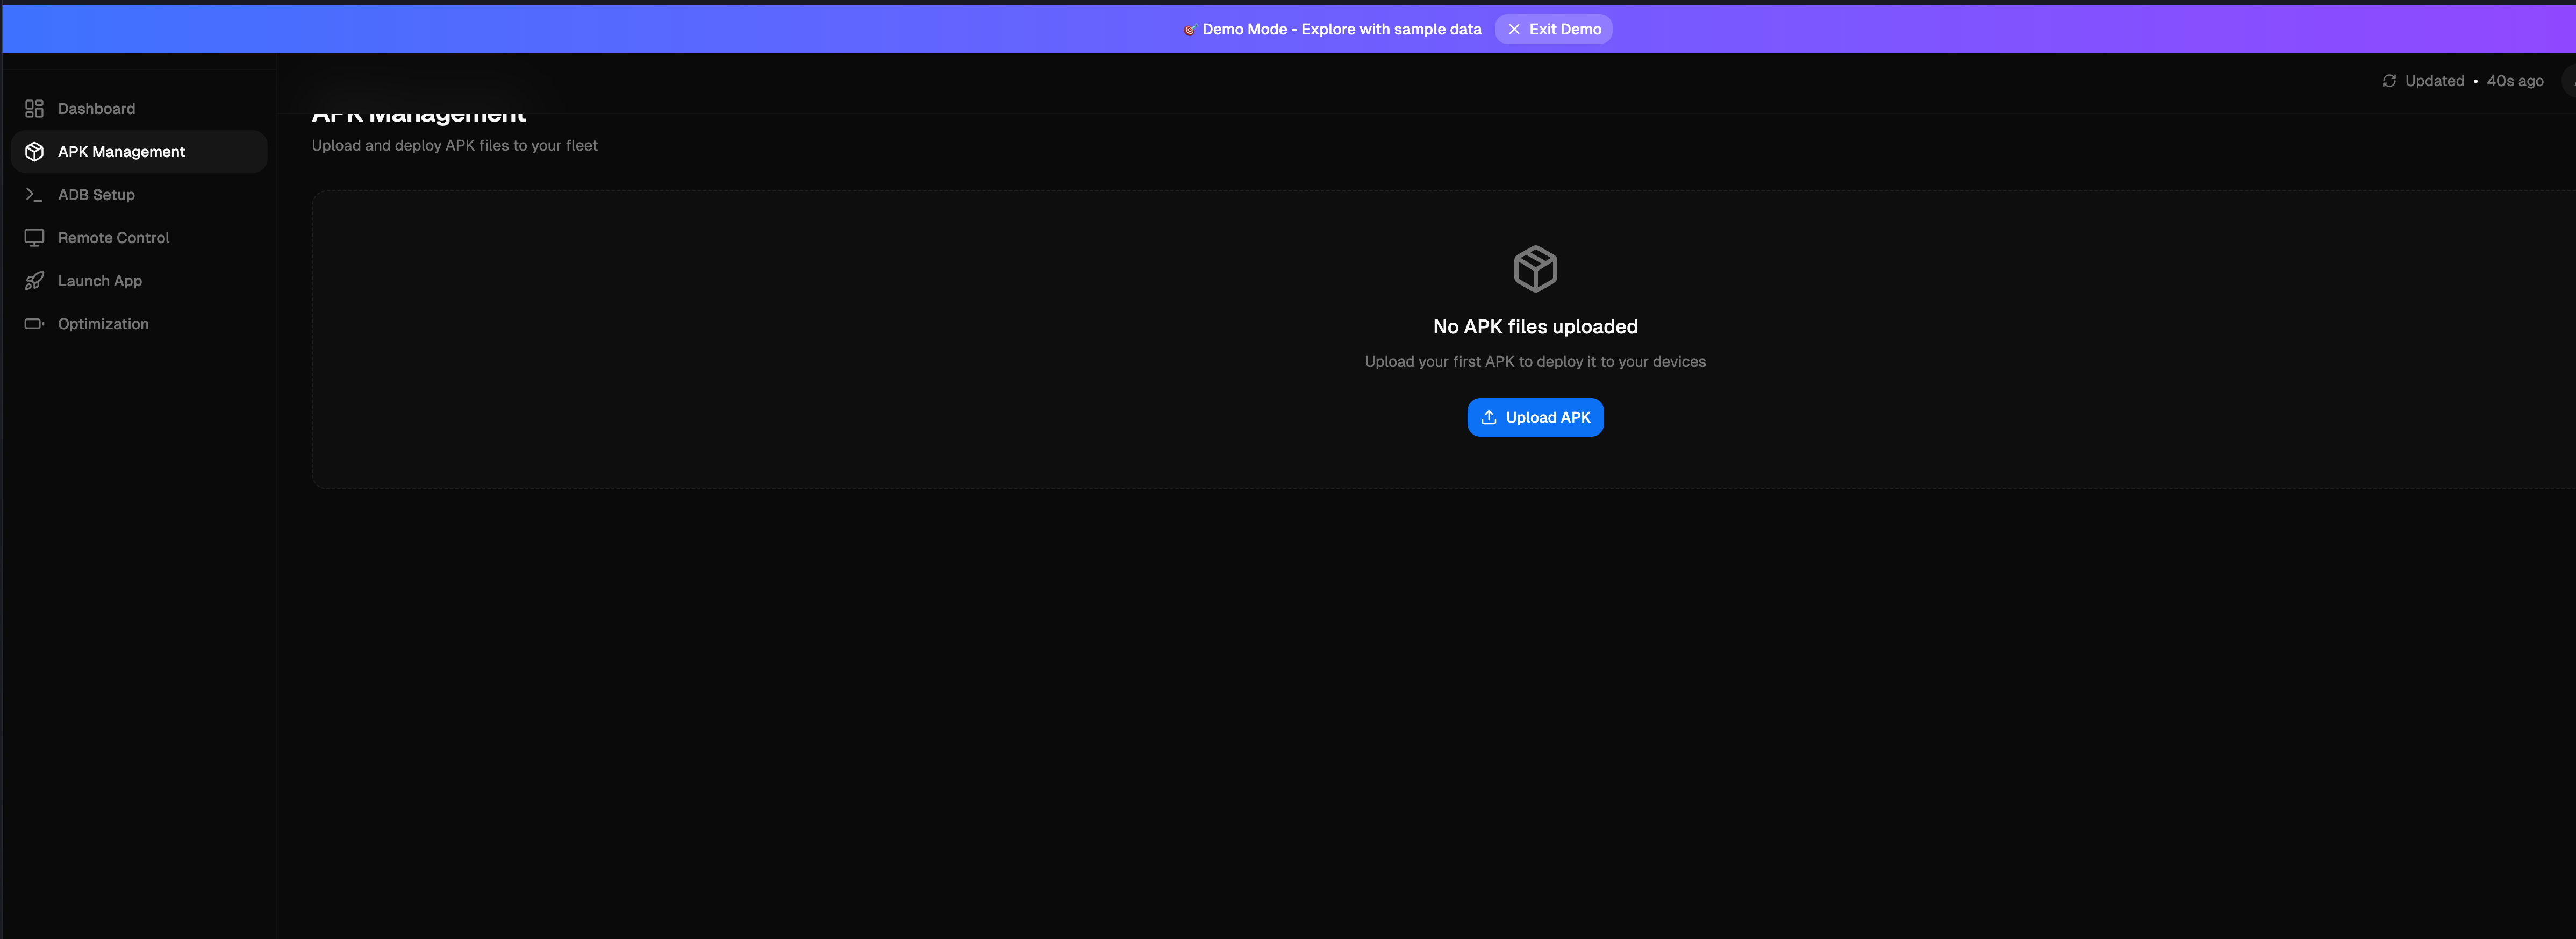 🎯 Demo Mode - Explore with sample data
Exit Demo
Updated • 40s ago
Dashboard
APK Management
ADB Setup
Remote Control
Launch App
Optimization
APK Management
Upload and deploy APK files to your fleet
No APK files uploaded
Upload your first APK to deploy it to your devices
Upload APK